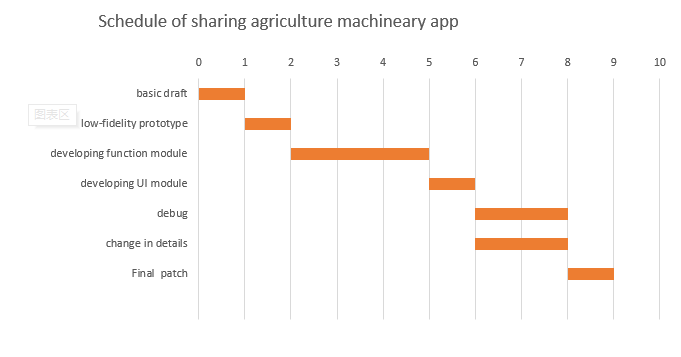 Schedule of sharing agriculture machineary app
0 1 2 3 4 5 6 7 8 9 10
basic draft
图表区
low-fidelity prototype
developing function module
developing UI module
debug
change in details
Final  patch